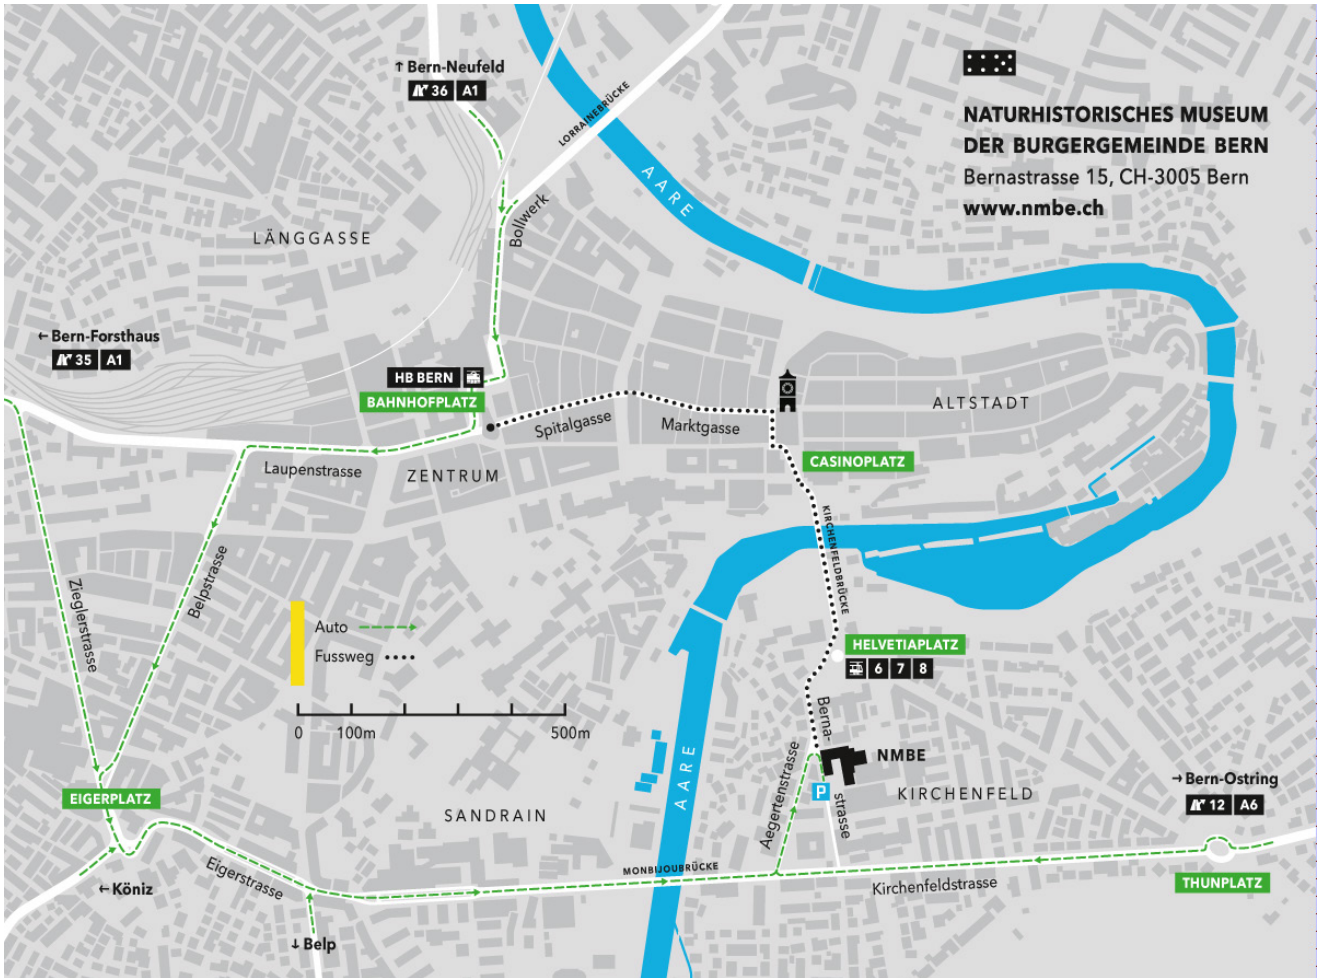 ↑ Bern-Neufeld
36 A1
LORRAINEBRÜCKE
NATURHISTORISCHES MUSEUM
DER BURGERGEMEINDE BERN
Bernastrasse 15, CH-3005 Bern
www.nmbe.ch
AARE
LÄNGGASSE
Bollwerk
← Bern-Forsthaus
35 A1
HB BERN
BAHNHOFPLATZ
Spitalgasse
Marktgasse
ALTSTADT
Laupenstrasse
ZENTRUM
CASINOPLATZ
KIRCHENFELDBRÜCKE
Zieglerstrasse
Belpstrasse
Auto
Fussweg
HELVETIAPLATZ
6 7 8
0 100m 500m
Berna-
strasse
NMBE
P
Aegertenstrasse
AARE
KIRCHENFELD
→ Bern-Ostring
12 A6
EIGERPLATZ
SANDRAIN
Eigerstrasse
MONBIJOUBRÜCKE
Kirchenfeldstrasse
THUNPLATZ
← Köniz
↓ Belp